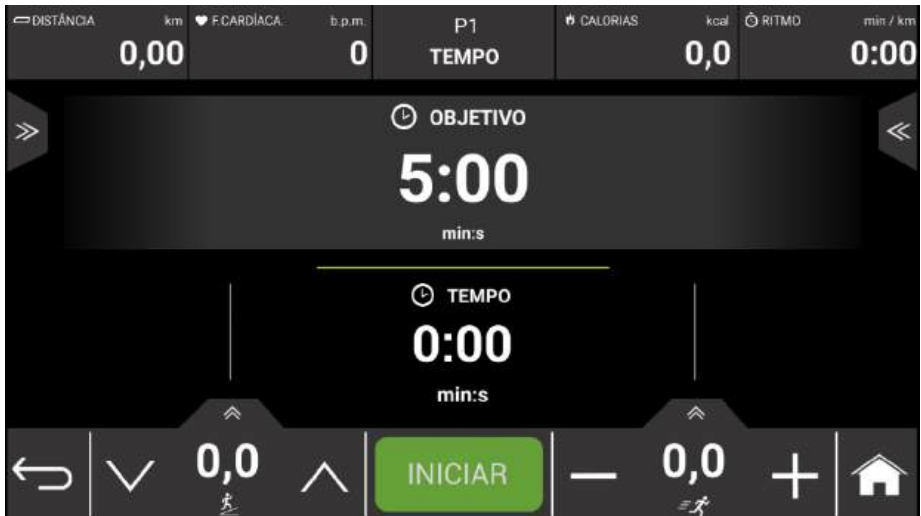 DISTÂNCIA km
0,00
F.CARDÍACA. b.p.m.
0
P1
TEMPO
CALORIAS kcal
0,0
RITMO min / km
0:00
OBJETIVO
5:00
min:s
TEMPO
0:00
min:s
0,0
INICIAR
0,0